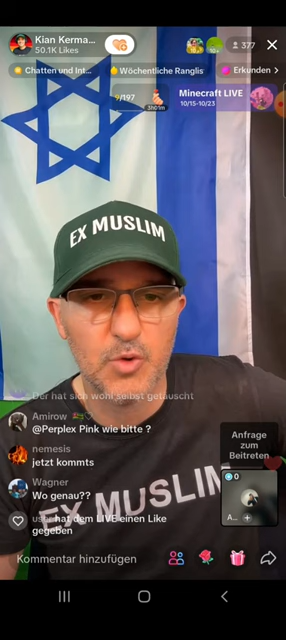 Kian Kerma...
50.1K Likes
377
Chatten und Int...
Wöchentliche Ranglis
Erkunden
/197
3h01m
Minecraft LIVE
10/15-10/23
EX MUSLIM
Der hat sich wohl selbst getäuscht
Amirow
@Perplex Pink wie bitte ?
nemesis
jetzt kommts
Wagner
Wo genau??
hat dem LIVE einen Like
gegeben
EX MUSLIM
Anfrage
zum
Beitreten
0
A... +
Kommentar hinzufügen